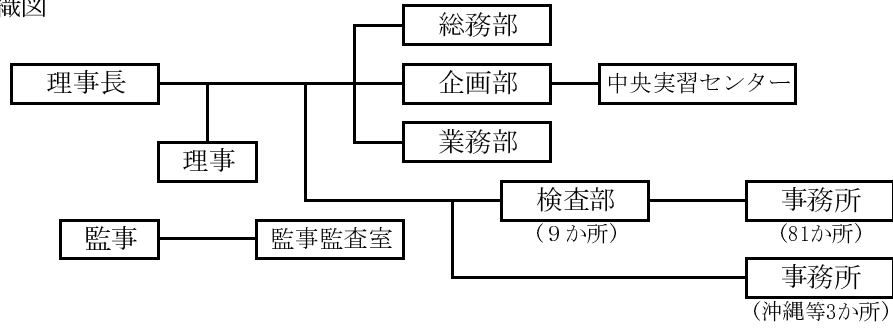 織図
総務部
理事長
企画部
中央実習センター
業務部
理事
検査部
(9か所)
事務所
(81か所)
監事
監事監査室
事務所
(沖縄等3か所)